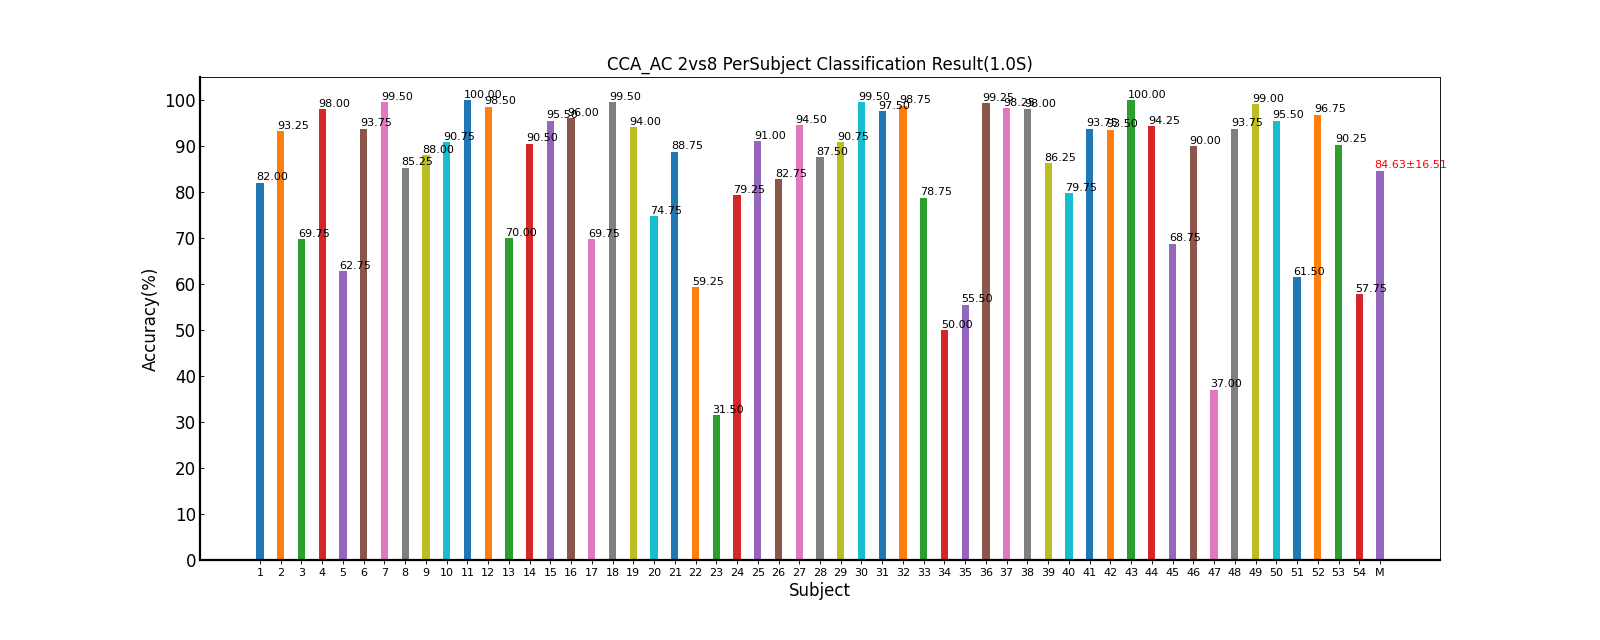 CCA_AC 2vs8 PerSubject Classification Result(1.0S)
Accuracy(%)
100
90
80
70
60
50
40
30
20
10
0
82.00 93.25 69.75 98.00 62.75 93.75 99.50 85.25 88.00 90.75 100.00 98.50 70.00 90.50 95.50 96.00 69.75 99.50 94.00 74.75 88.75 59.25 31.50 79.25 91.00 82.75 94.50 87.50 90.75 99.50 97.50 98.75 78.75 50.00 55.50 99.25 98.25 98.00 86.25 79.75 93.75 93.50 100.00 94.25 68.75 90.00 37.00 93.75 99.00 95.50 61.50 96.75 90.25 57.75 84.63±16.51
1 2 3 4 5 6 7 8 9 10 11 12 13 14 15 16 17 18 19 20 21 22 23 24 25 26 27 28 29 30 31 32 33 34 35 36 37 38 39 40 41 42 43 44 45 46 47 48 49 50 51 52 53 54 M
Subject